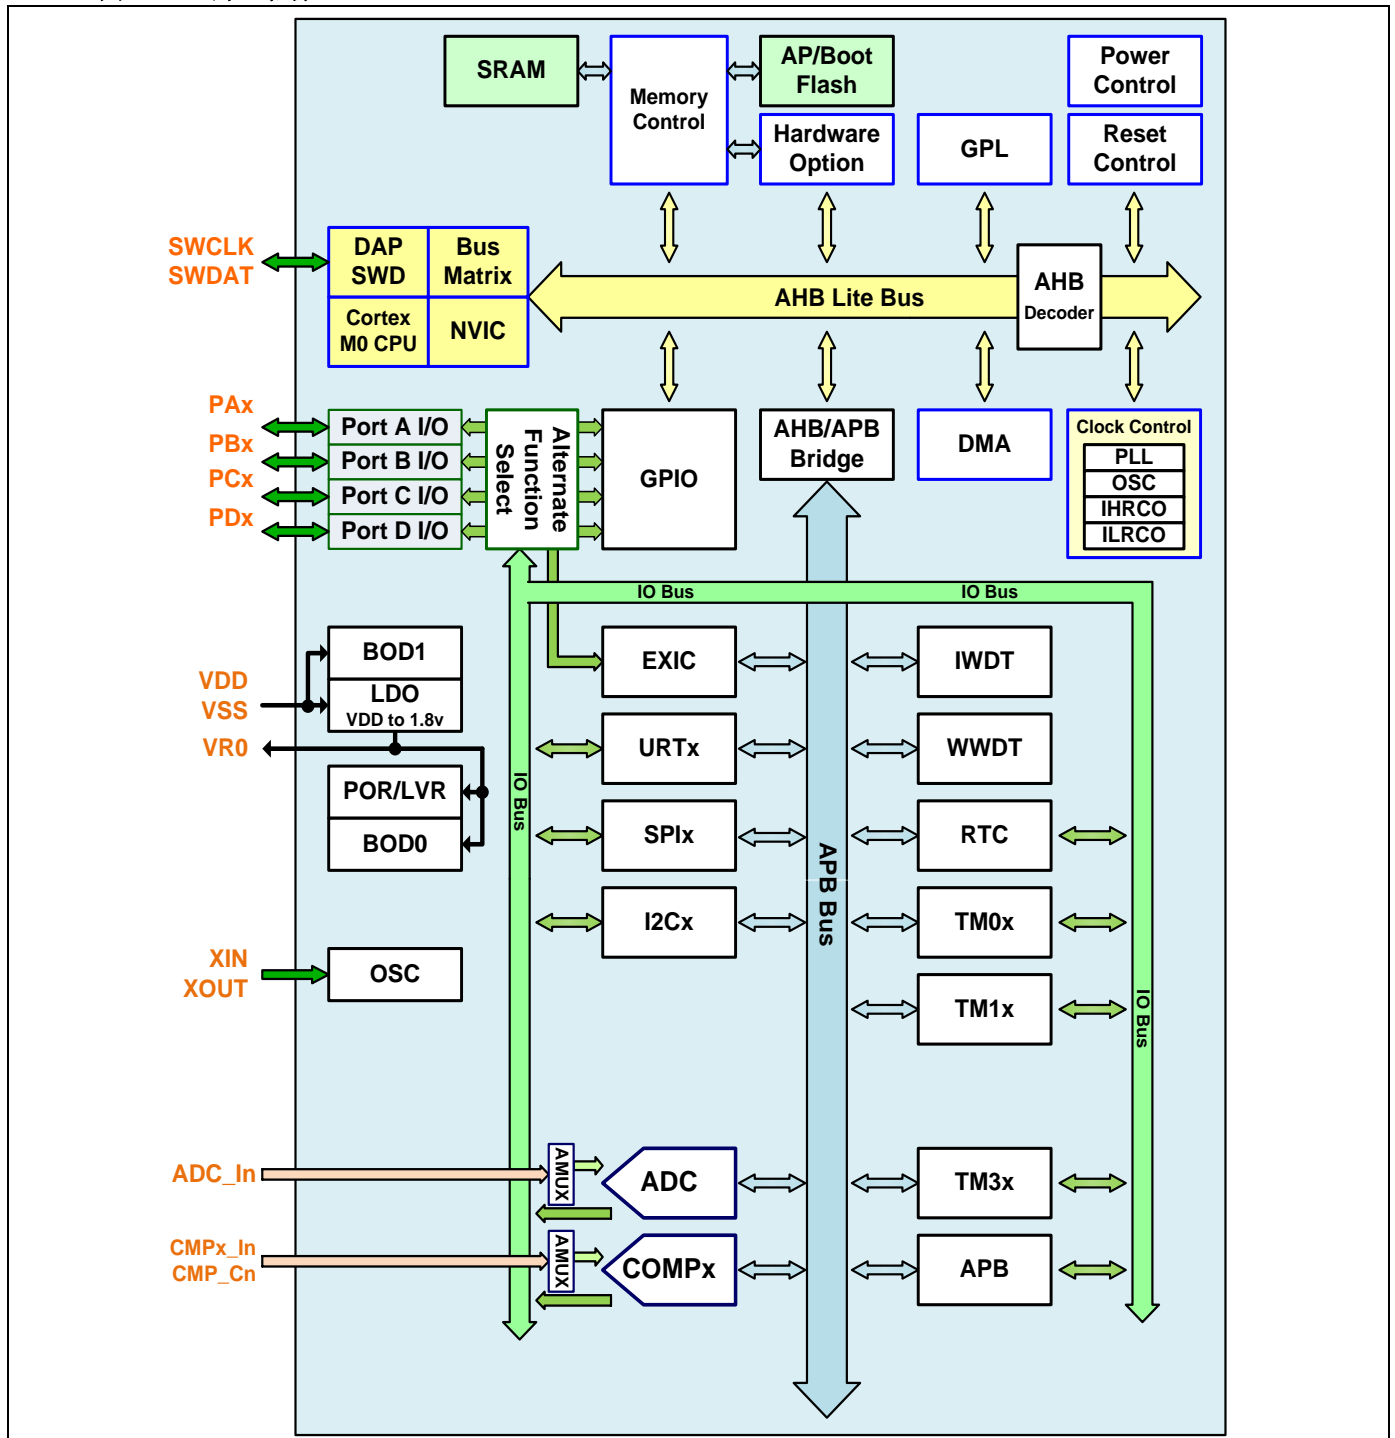 SRAM
Memory
Control
AP/Boot
Flash
Power
Control
Hardware
Option
GPL
Reset
Control
SWCLK
SWDAT
DAP
SWD
Bus
Matrix
Cortex
M0 CPU
NVIC
AHB Lite Bus
AHB
Decoder
PAx
PBx
PCx
PDx
Port A I/O
Port B I/O
Port C I/O
Port D I/O
Alternate
Function
Select
GPIO
AHB/APB
Bridge
DMA
Clock Control
PLL
OSC
IHRCO
ILRCO
IO Bus
IO Bus
VDD
VSS
VR0
BOD1
LDO
VDD to 1.8v
POR/LVR
BOD0
IO Bus
EXIC
URTx
SPIx
I2Cx
APB Bus
IWDT
WWDT
RTC
TM0x
TM1x
IO Bus
XIN
XOUT
OSC
ADC_In
AMUX
ADC
TM3x
CMPx_In
CMP_Cn
AMUX
COMPx
APB